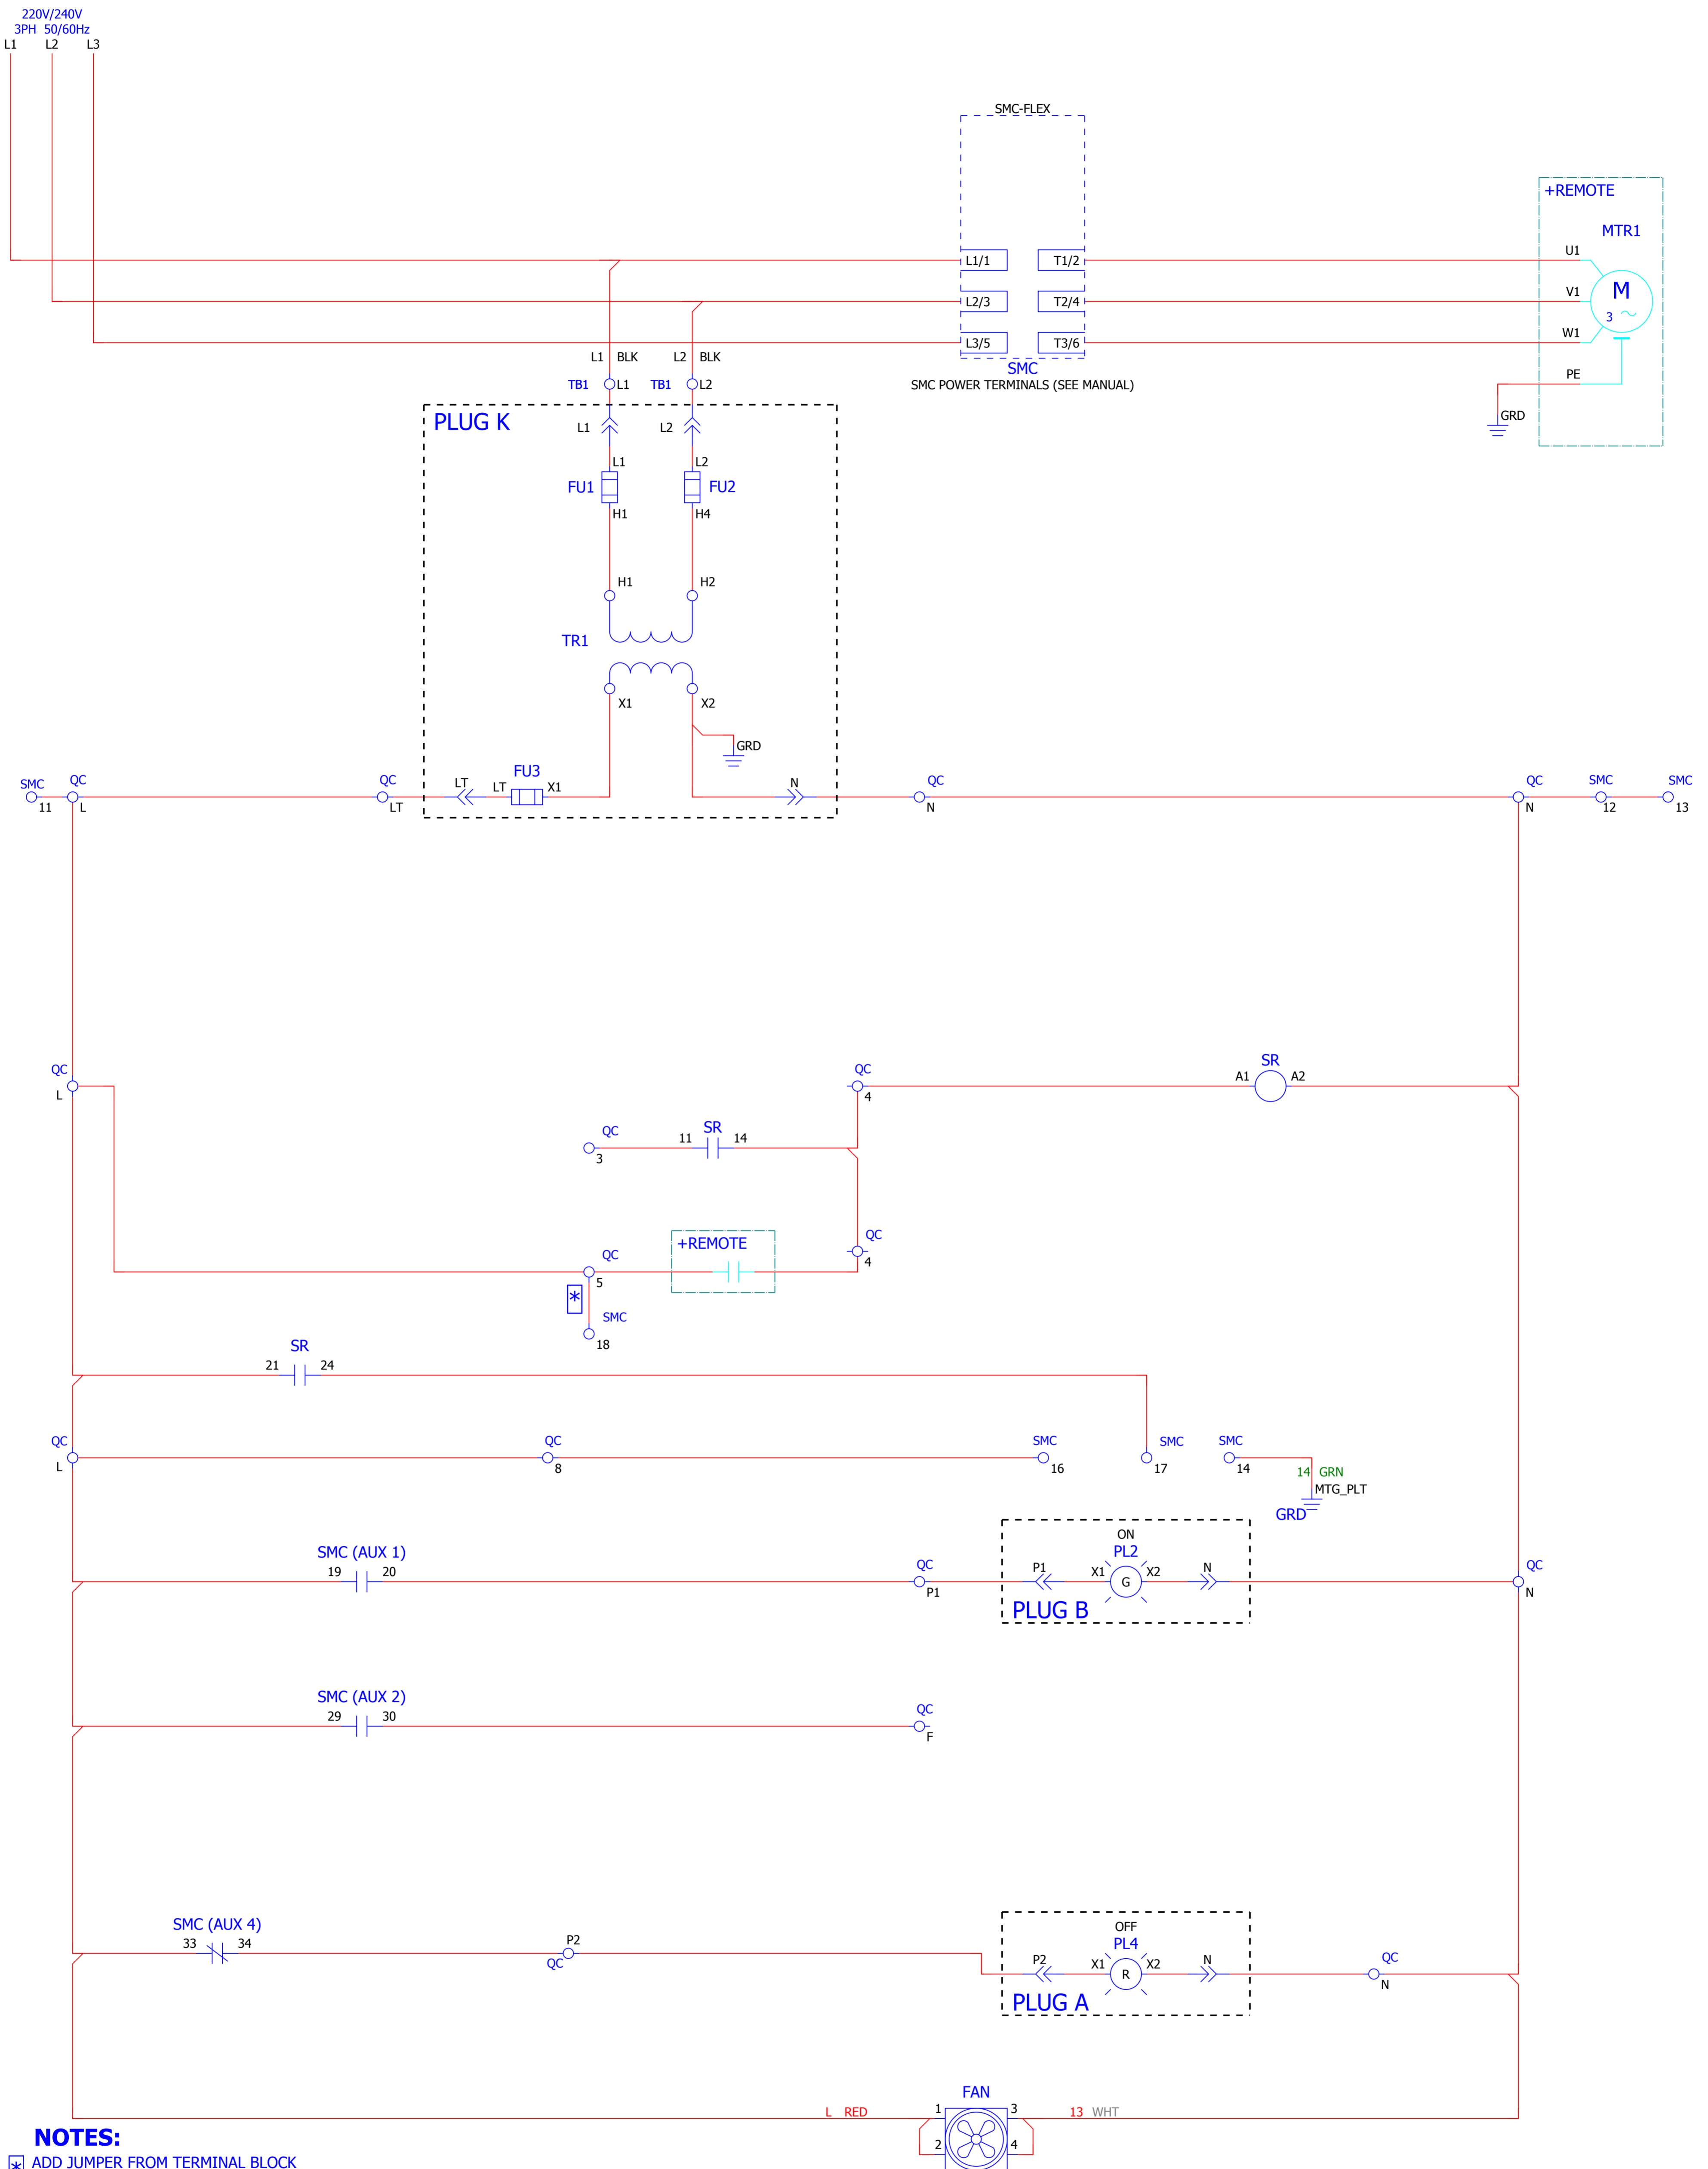 220V/240V
3PH 50/60Hz
L1 L2 L3
SMC-FLEX
+REMOTE
MTR1
L1/1 T1/2 U1
L2/3 T2/4 V1
M
3
L3/5 T3/6 W1
SMC
SMC POWER TERMINALS (SEE MANUAL)
PE
GRD
L1 BLK L2 BLK
TB1 L1 TB1 L2
PLUG K
L1 L2
L1 L2
FU1 FU2
H1 H4
H1 H2
TR1
X1 X2
GRD
SMC QC QC LT LT FU3 X1 N QC QC SMC SMC
11 L LT N N 12 13
QC QC SR
L 4 A1 A2
QC 11 SR 14
3
+REMOTE
QC QC
5 4
*
SMC
18
SR
21 24
QC QC SMC SMC SMC
L 8 16 17 14
14 GRN
MTG_PLT
GRD
SMC (AUX 1)
19 20
QC
P1
ON
PL2
P1 X1 G X2 N
PLUG B
QC
N
SMC (AUX 2)
29 30
QC
F
SMC (AUX 4)
33 34
P2
QC
OFF
PL4
P2 X1 R X2 N
PLUG A
QC
N
FAN
L RED 1 3 13 WHT
2 4
NOTES:
* ADD JUMPER FROM TERMINAL BLOCK